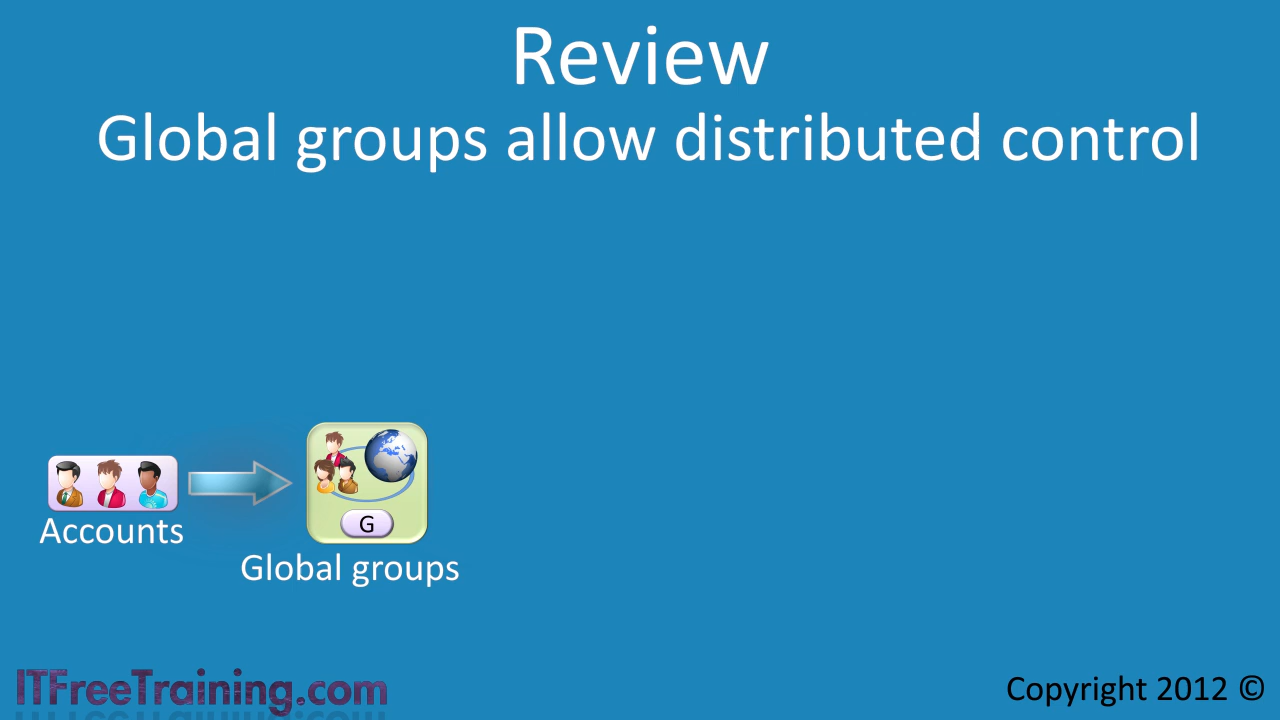 Review
Global groups allow distributed control
G
Accounts
Global groups
ITFreeTraining.com
Copyright 2012 ©